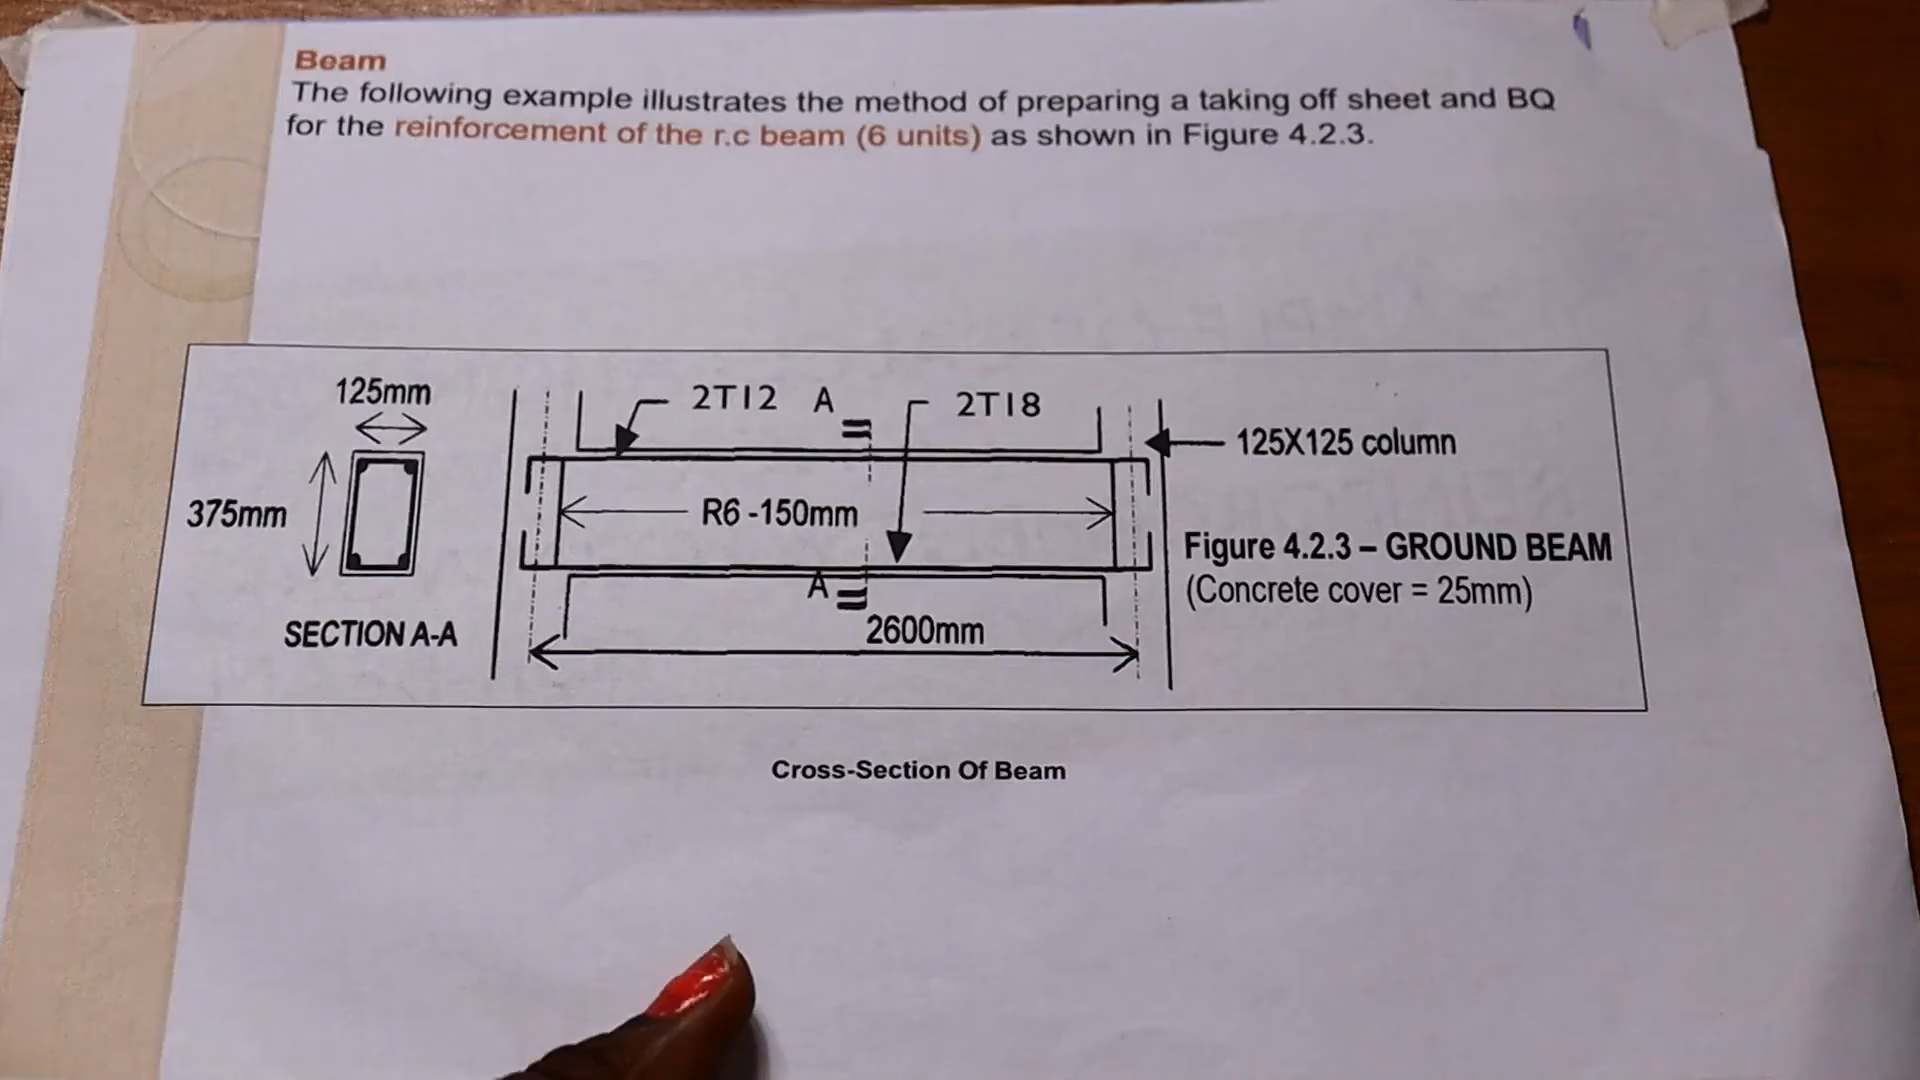 Beam
The following example illustrates the method of preparing a taking off sheet and BQ
for the reinforcement of the r.c beam (6 units) as shown in Figure 4.2.3.
125mm
375mm
SECTION A-A
2T12
A
2T18
125X125 column
R6 -150mm
A
2600mm
Figure 4.2.3 – GROUND BEAM
(Concrete cover = 25mm)
Cross-Section Of Beam